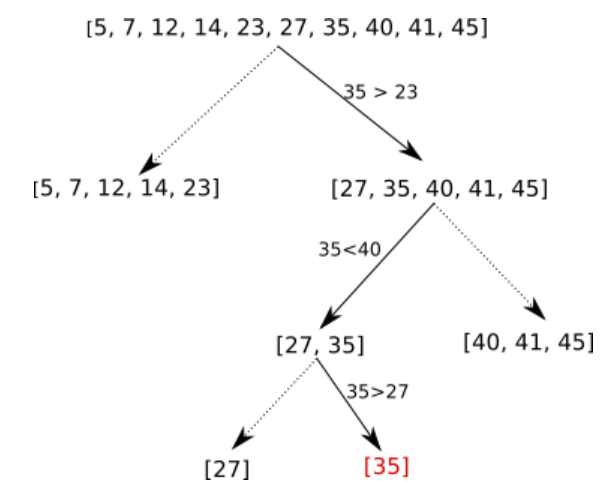 [5, 7, 12, 14, 23, 27, 35, 40, 41, 45]
35 > 23
[5, 7, 12, 14, 23]
[27, 35, 40, 41, 45]
35<40
[27, 35]
[40, 41, 45]
35>27
[27]
[35]